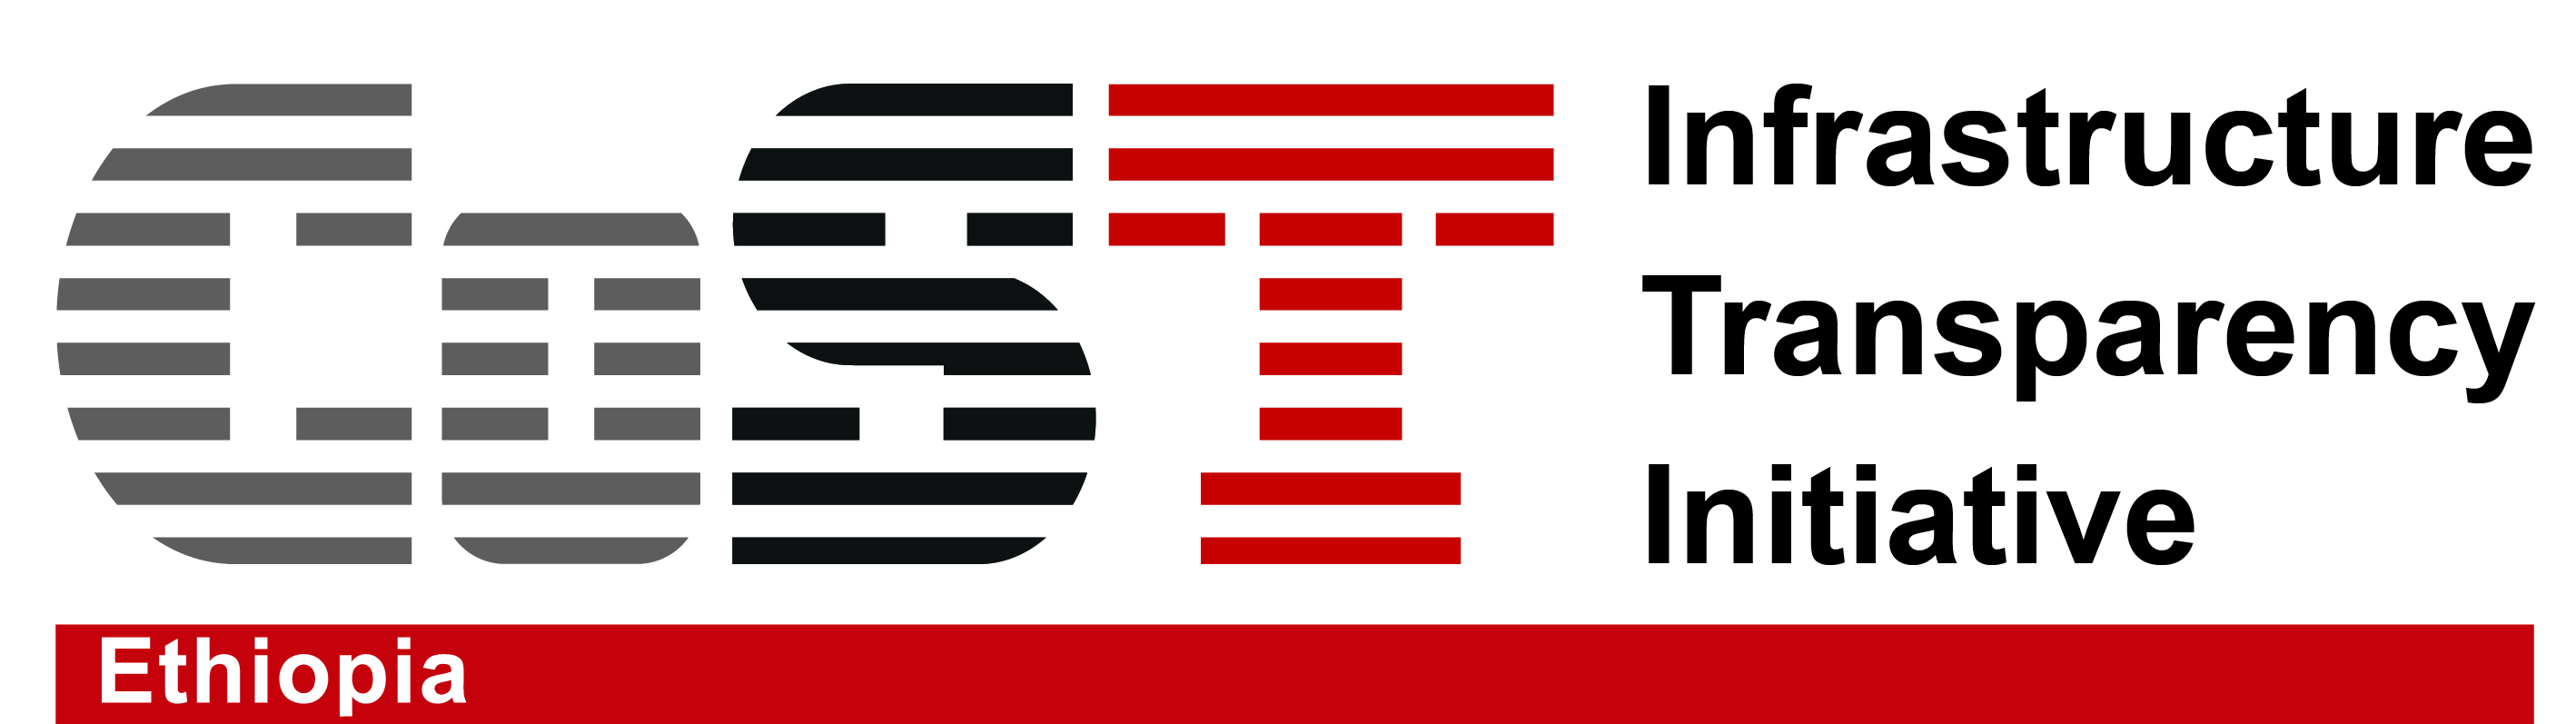 CoST
Infrastructure
Transparency
Initiative
Ethiopia